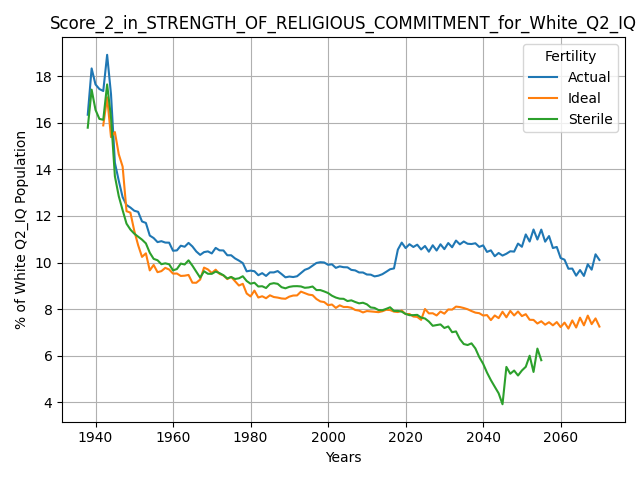 Score_2_in_STRENGTH_OF_RELIGIOUS_COMMITMENT_for_White_Q2_IQ
Fertility
Actual
Ideal
Sterile
% of White Q2_IQ Population
18
16
14
12
10
8
6
4
1940 1960 1980 2000 2020 2040 2060
Years